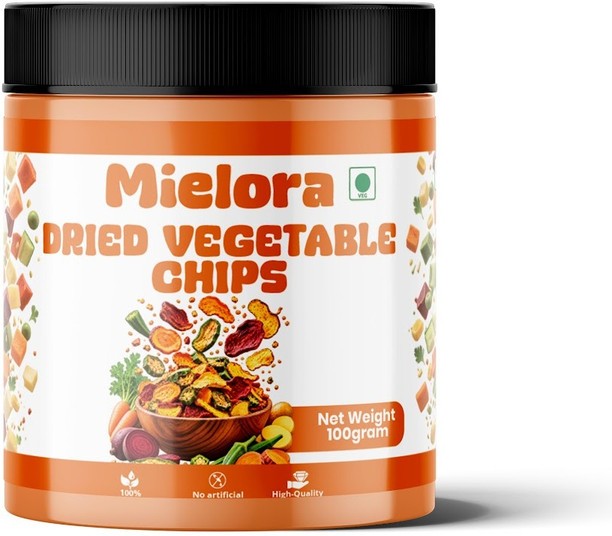 Mielora
VEG
DRIED VEGETABLE
CHIPS
Net Weight
100gram
100%
No artificial
High-Quality